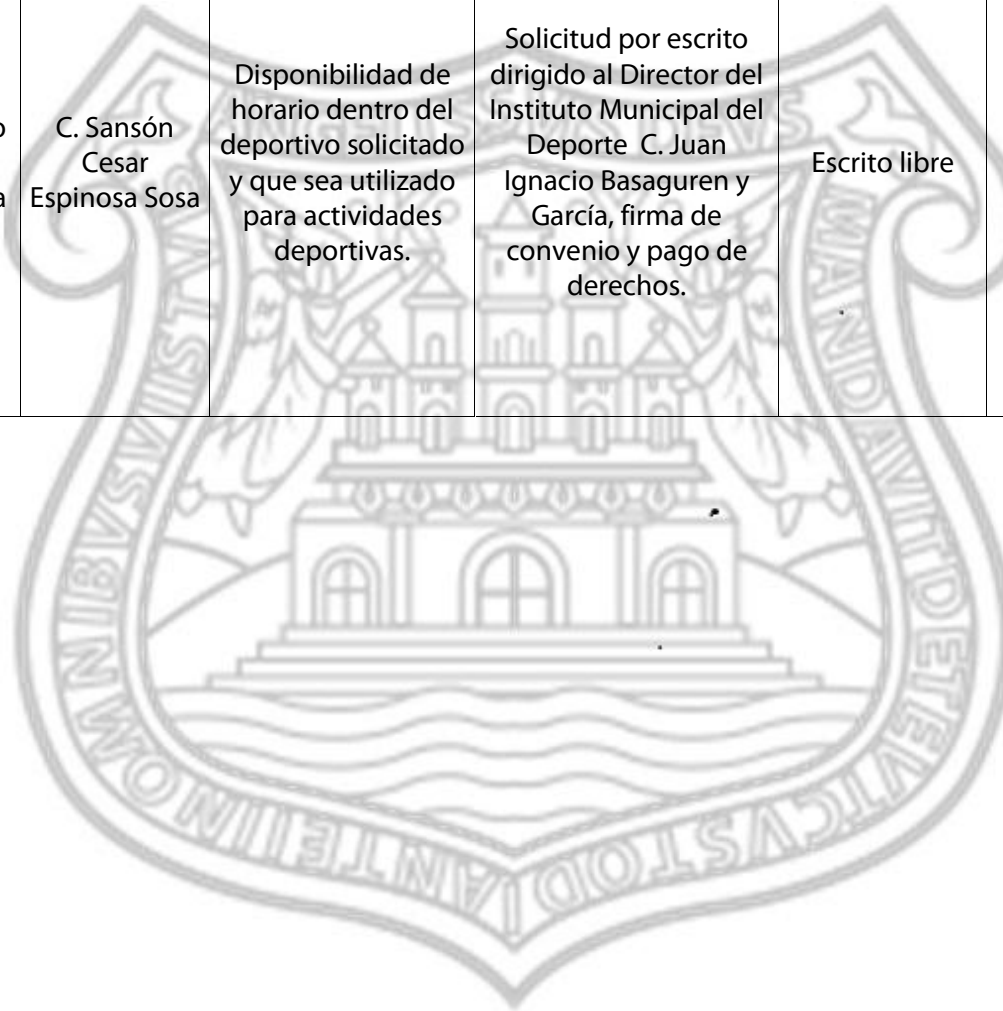 C. Sansón
Cesar
Espinosa Sosa
Disponibilidad de
horario dentro del
deportivo solicitado
y que sea utilizado
para actividades
deportivas.
Solicitud por escrito
dirigido al Director del
Instituto Municipal del
Deporte C. Juan
Ignacio Basaguren y
García, firma de
convenio y pago de
derechos.
Escrito libre